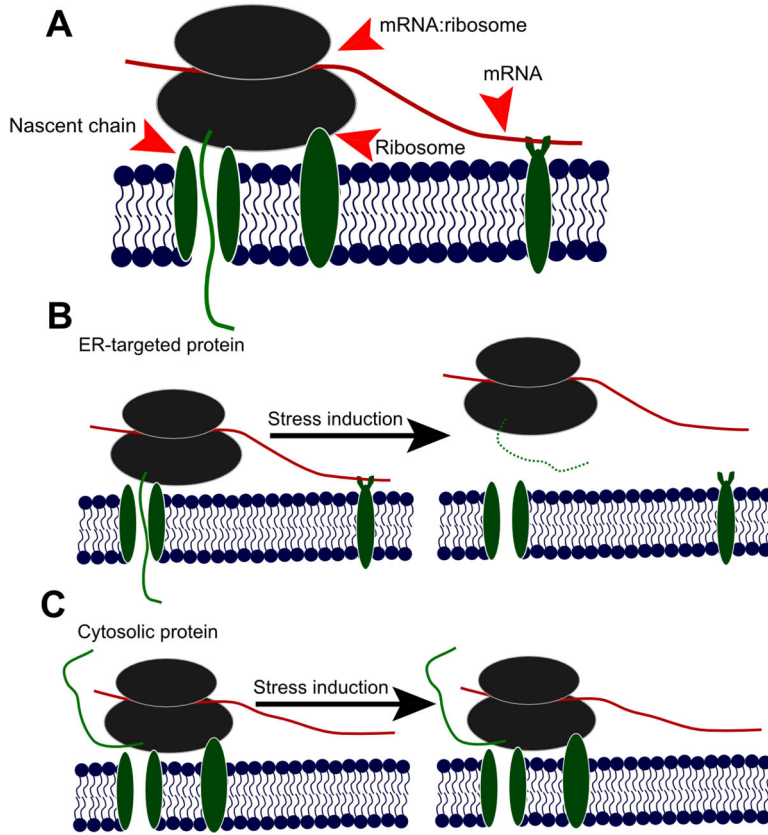 A
mRNA:ribosome
mRNA
Nascent chain
Ribosome
B
ER-targeted protein
Stress induction
C
Cytosolic protein
Stress induction